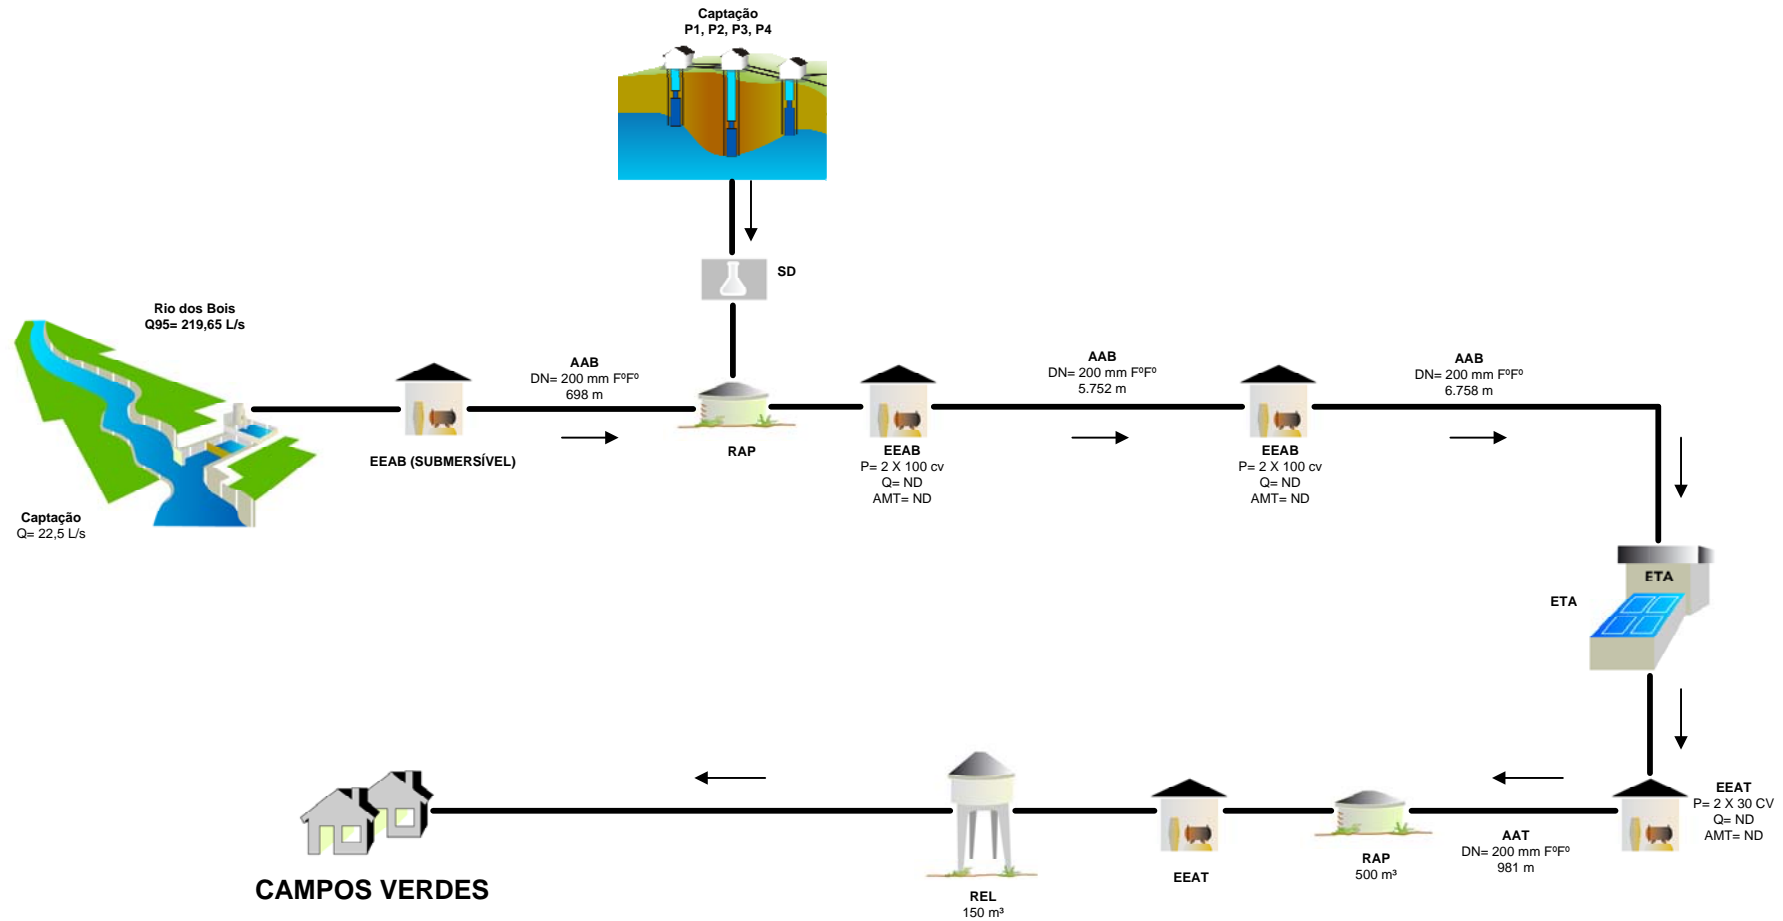 Captação
P1, P2, P3, P4
SD
Rio dos Bois
Q95= 219,65 L/s
AAB
DN= 200 mm FºFº
698 m
AAB
DN= 200 mm FºFº
5.752 m
AAB
DN= 200 mm FºFº
6.758 m
EEAB (SUBMERSÍVEL)
RAP
EEAB
P= 2 X 100 cv
Q= ND
AMT= ND
EEAB
P= 2 X 100 cv
Q= ND
AMT= ND
Captação
Q= 22,5 L/s
ETA
ETA
EEAT
P= 2 X 30 CV
Q= ND
AMT= ND
AAT
DN= 200 mm FºFº
981 m
RAP
500 m³
EEAT
REL
150 m³
CAMPOS VERDES